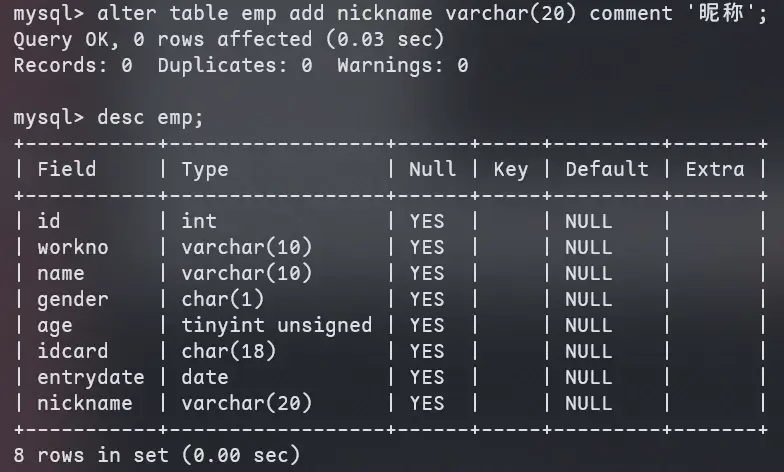 mysql> alter table emp add nickname varchar(20) comment '昵称';
Query OK, 0 rows affected (0.03 sec)
Records: 0  Duplicates: 0  Warnings: 0

mysql> desc emp;
+-----------+------------------+------+-----+---------+-------+
| Field     | Type             | Null | Key | Default | Extra |
+-----------+------------------+------+-----+---------+-------+
| id        | int              | YES  |     | NULL    |       |
| workno    | varchar(10)      | YES  |     | NULL    |       |
| name      | varchar(10)      | YES  |     | NULL    |       |
| gender    | char(1)          | YES  |     | NULL    |       |
| age       | tinyint unsigned | YES  |     | NULL    |       |
| idcard    | char(18)         | YES  |     | NULL    |       |
| entrydate | date             | YES  |     | NULL    |       |
| nickname  | varchar(20)      | YES  |     | NULL    |       |
+-----------+------------------+------+-----+---------+-------+
8 rows in set (0.00 sec)